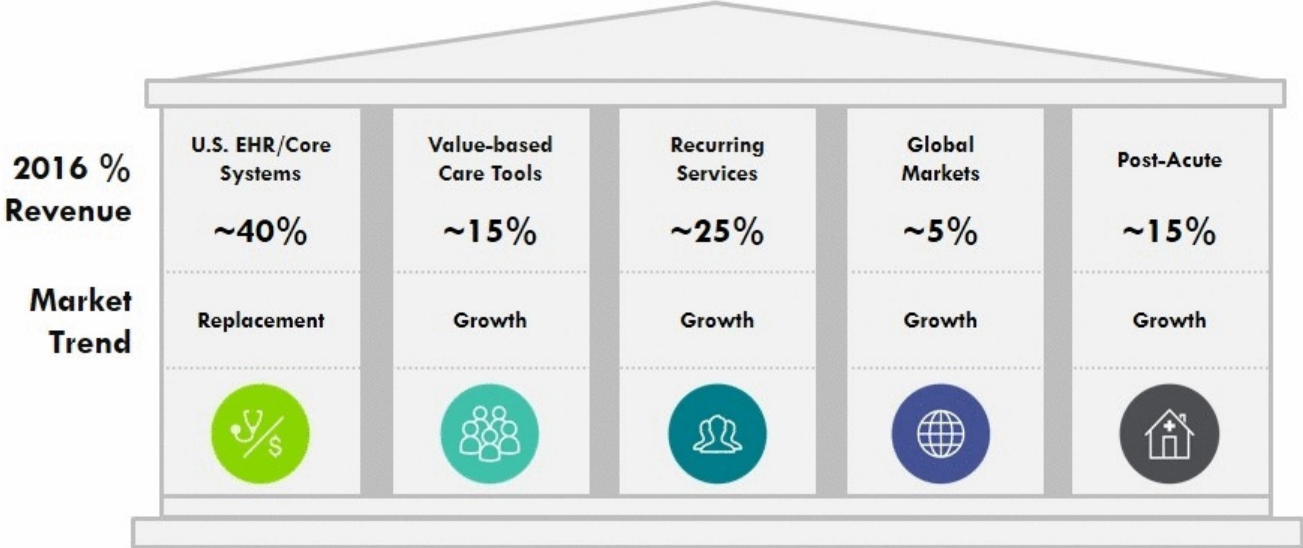 2016 %
Revenue
U.S. EHR/Core
Systems
~40%
Value-based
Care Tools
~15%
Recurring
Services
~25%
Global
Markets
~5%
Post-Acute
~15%
Market
Trend
Replacement
Growth
Growth
Growth
Growth
$